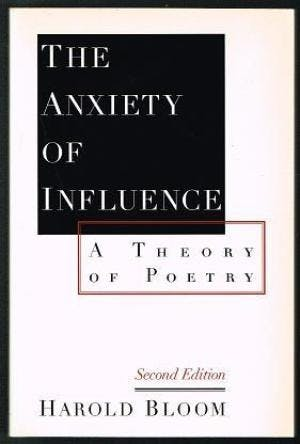 THE
ANXIETY
OF
INFLUENCE
A THEORY
OF POETRY
Second Edition
HAROLD BLOOM